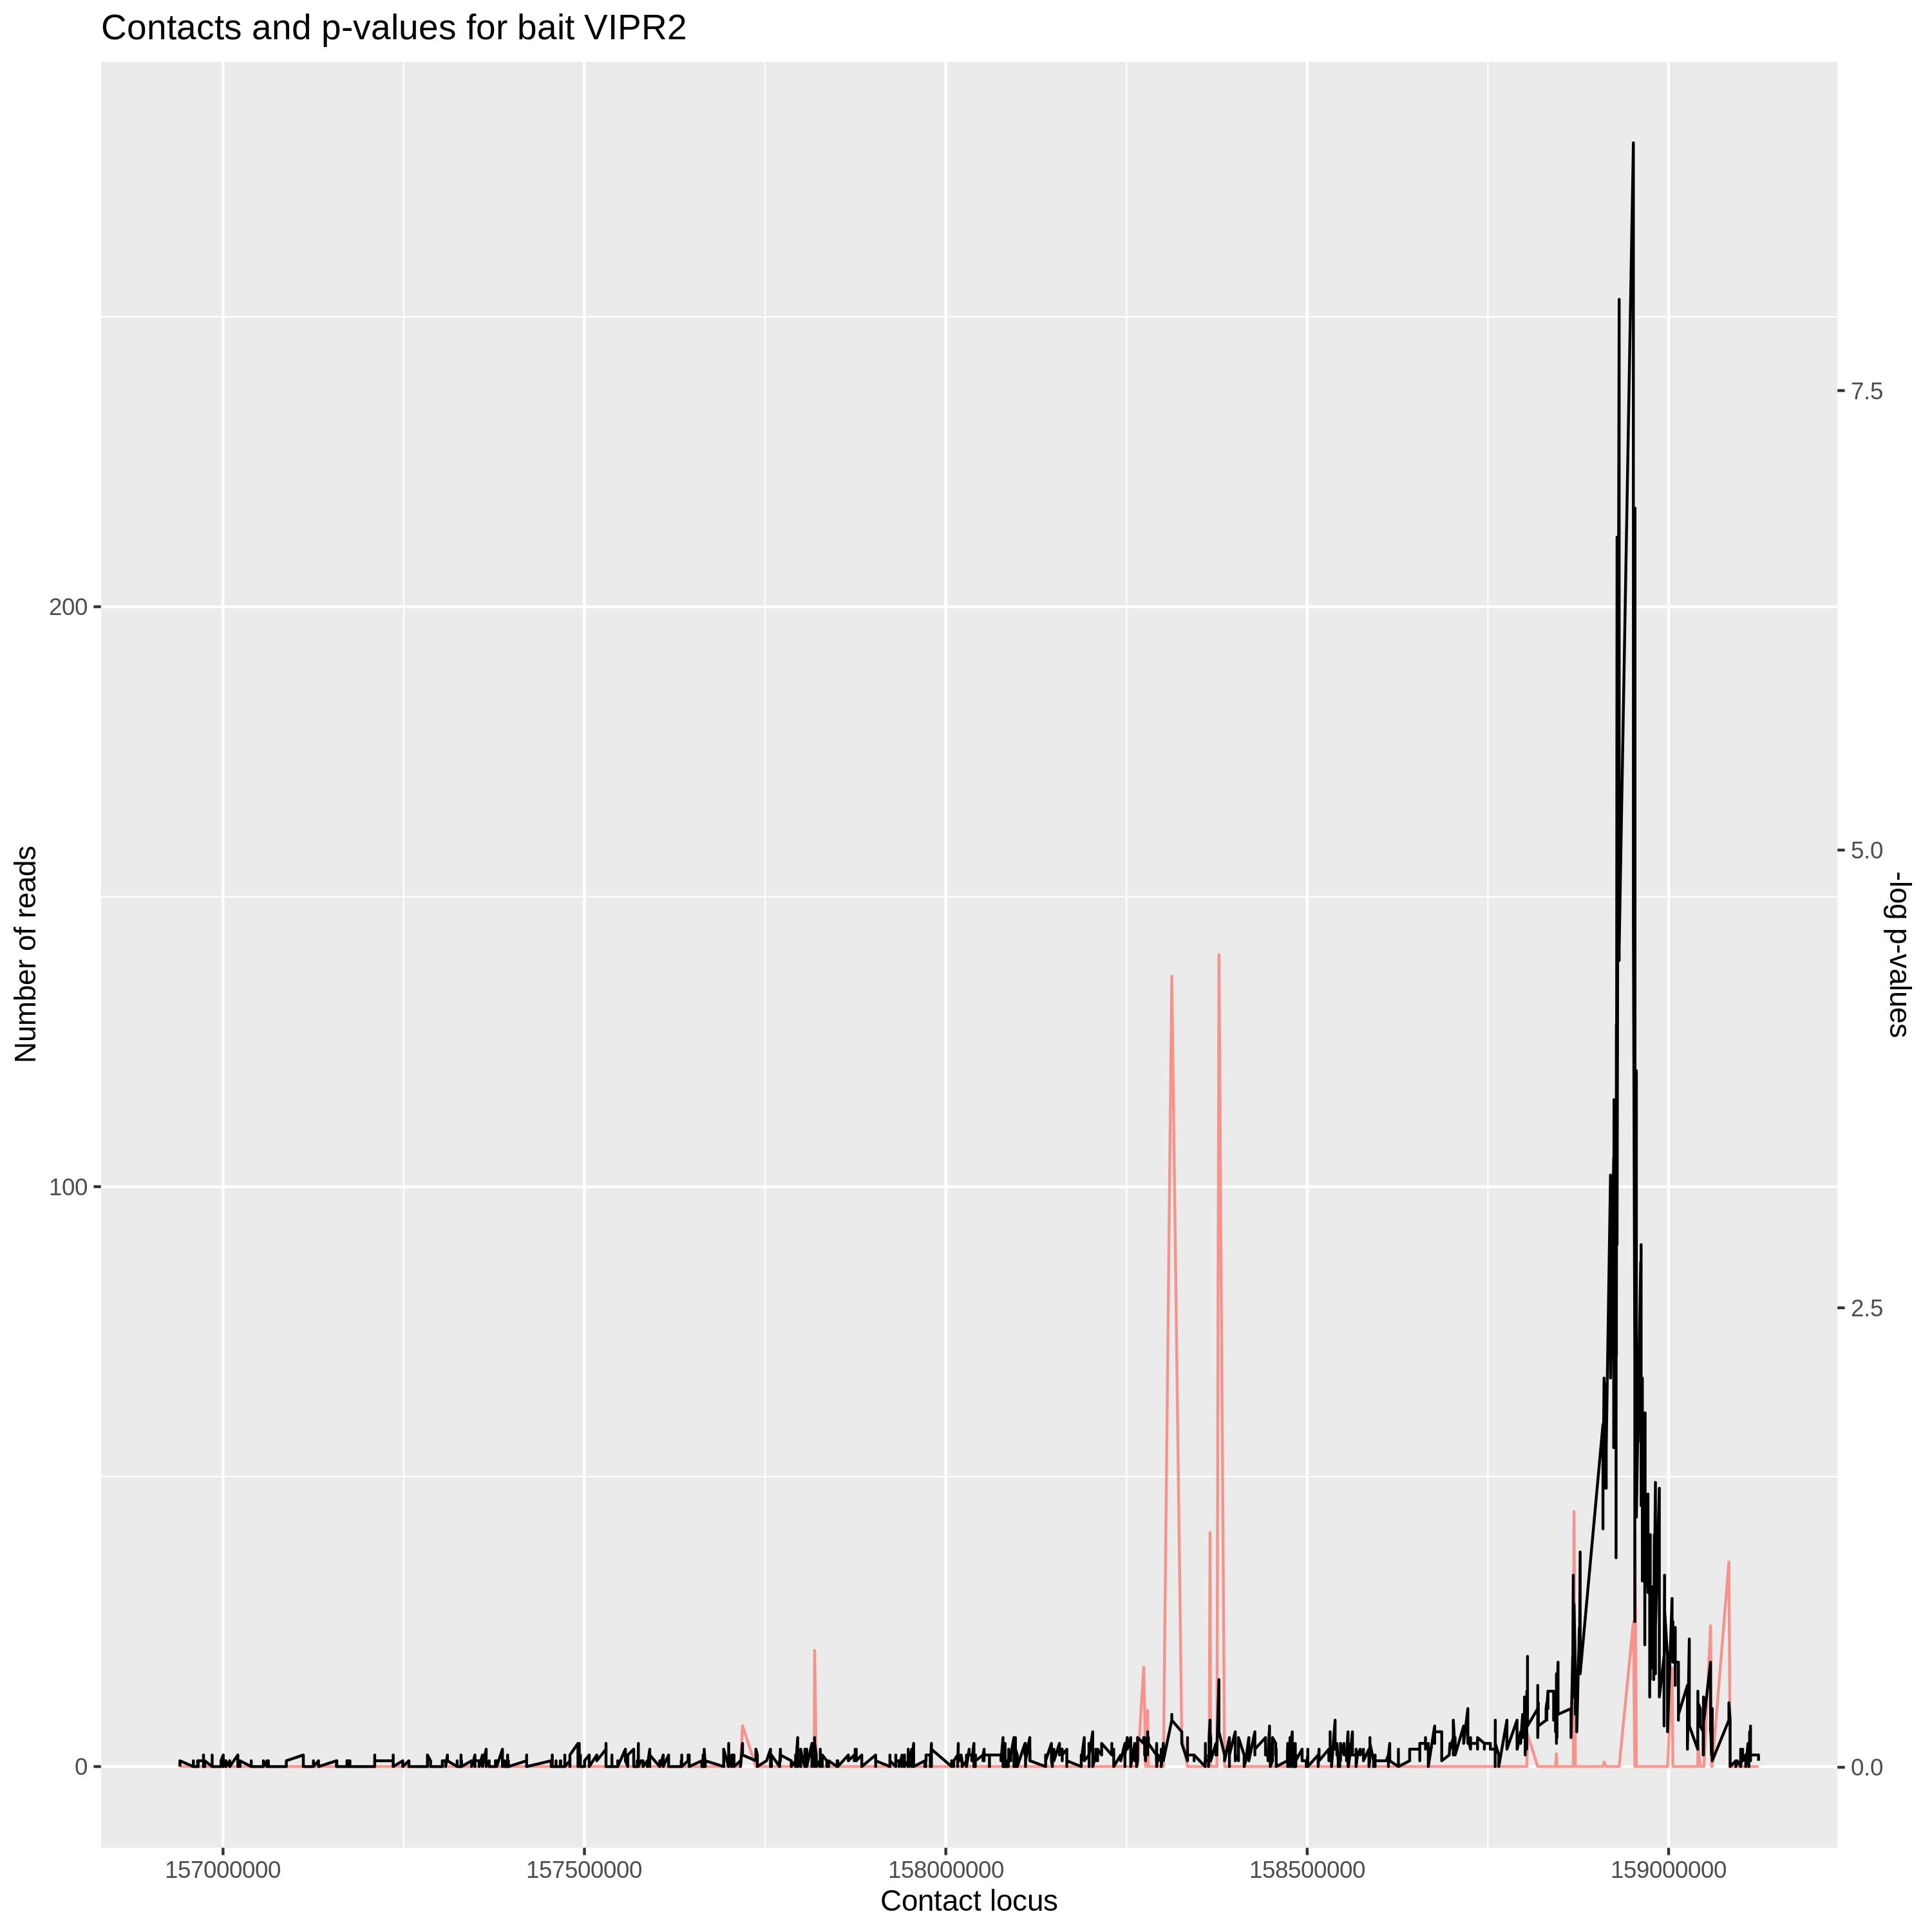 Contacts and p-values for bait VIPR2
Number of reads
200
100
0
7.5
5.0
2.5
0.0
-log p-values
157000000 157500000 158000000 158500000 159000000
Contact locus